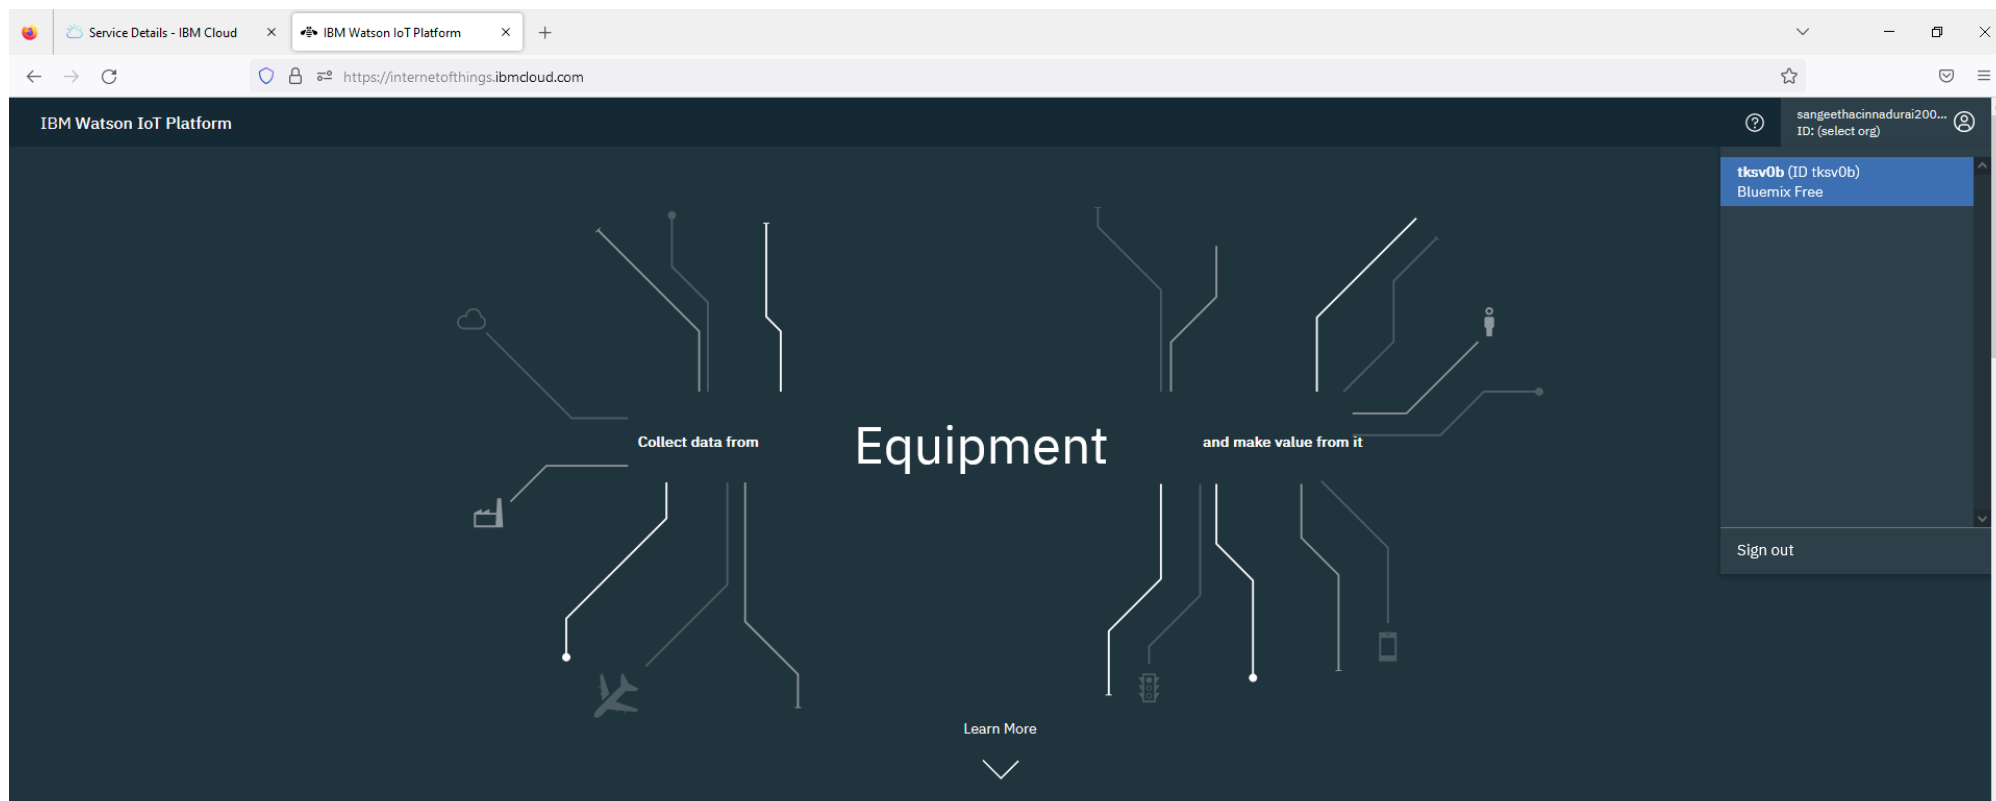 Service Details - IBM Cloud
IBM Watson IoT Platform
https://internetofthings.ibmcloud.com
IBM Watson IoT Platform
sangeethacinnadurai200...
ID: (select org)
tksv0b (ID tksv0b)
Bluemix Free
Collect data from
Equipment
and make value from it
Sign out
Learn More